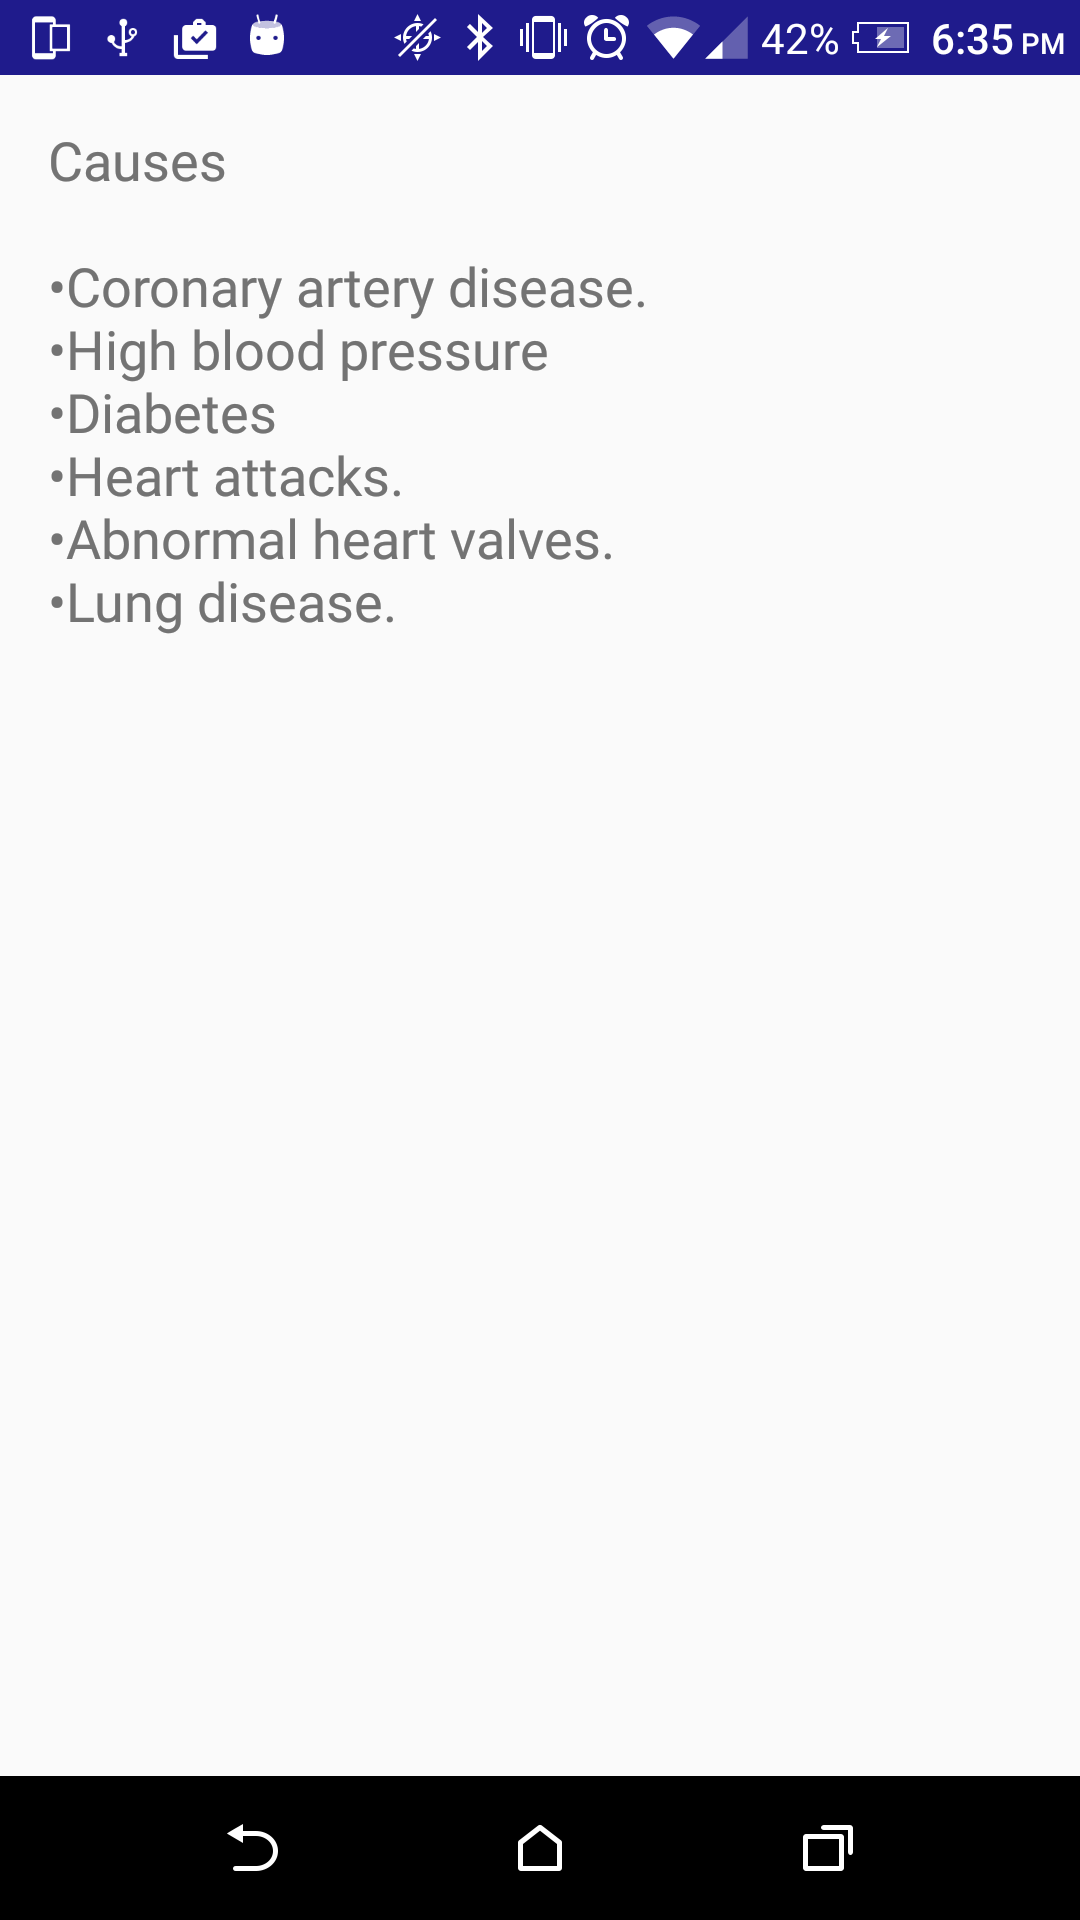 42% 6:35 PM
Causes
•Coronary artery disease.
•High blood pressure
•Diabetes
•Heart attacks.
•Abnormal heart valves.
•Lung disease.